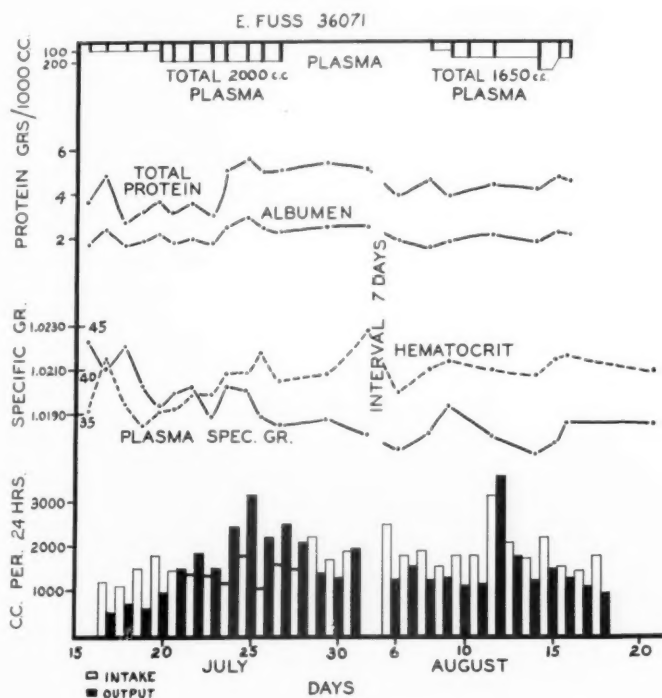 E. FUSS 36071
100
200
PLASMA
TOTAL 2000 C.C.
PLASMA
TOTAL 1650 CC.
PLASMA
PROTEIN GRS/1000 CC.
6
4
2
TOTAL
PROTEIN
ALBUMEN
INTERVAL 7 DAYS
SPECIFIC GR.
1.0230
1.0210
1.0190
45
40
35
HEMATOCRIT
PLASMA SPEC. GR.
C.C. PER. 24 HRS.
3000
2000
1000
15 20 25 30 6 10 15 20
JULY AUGUST
INTAKE
OUTPUT
DAYS